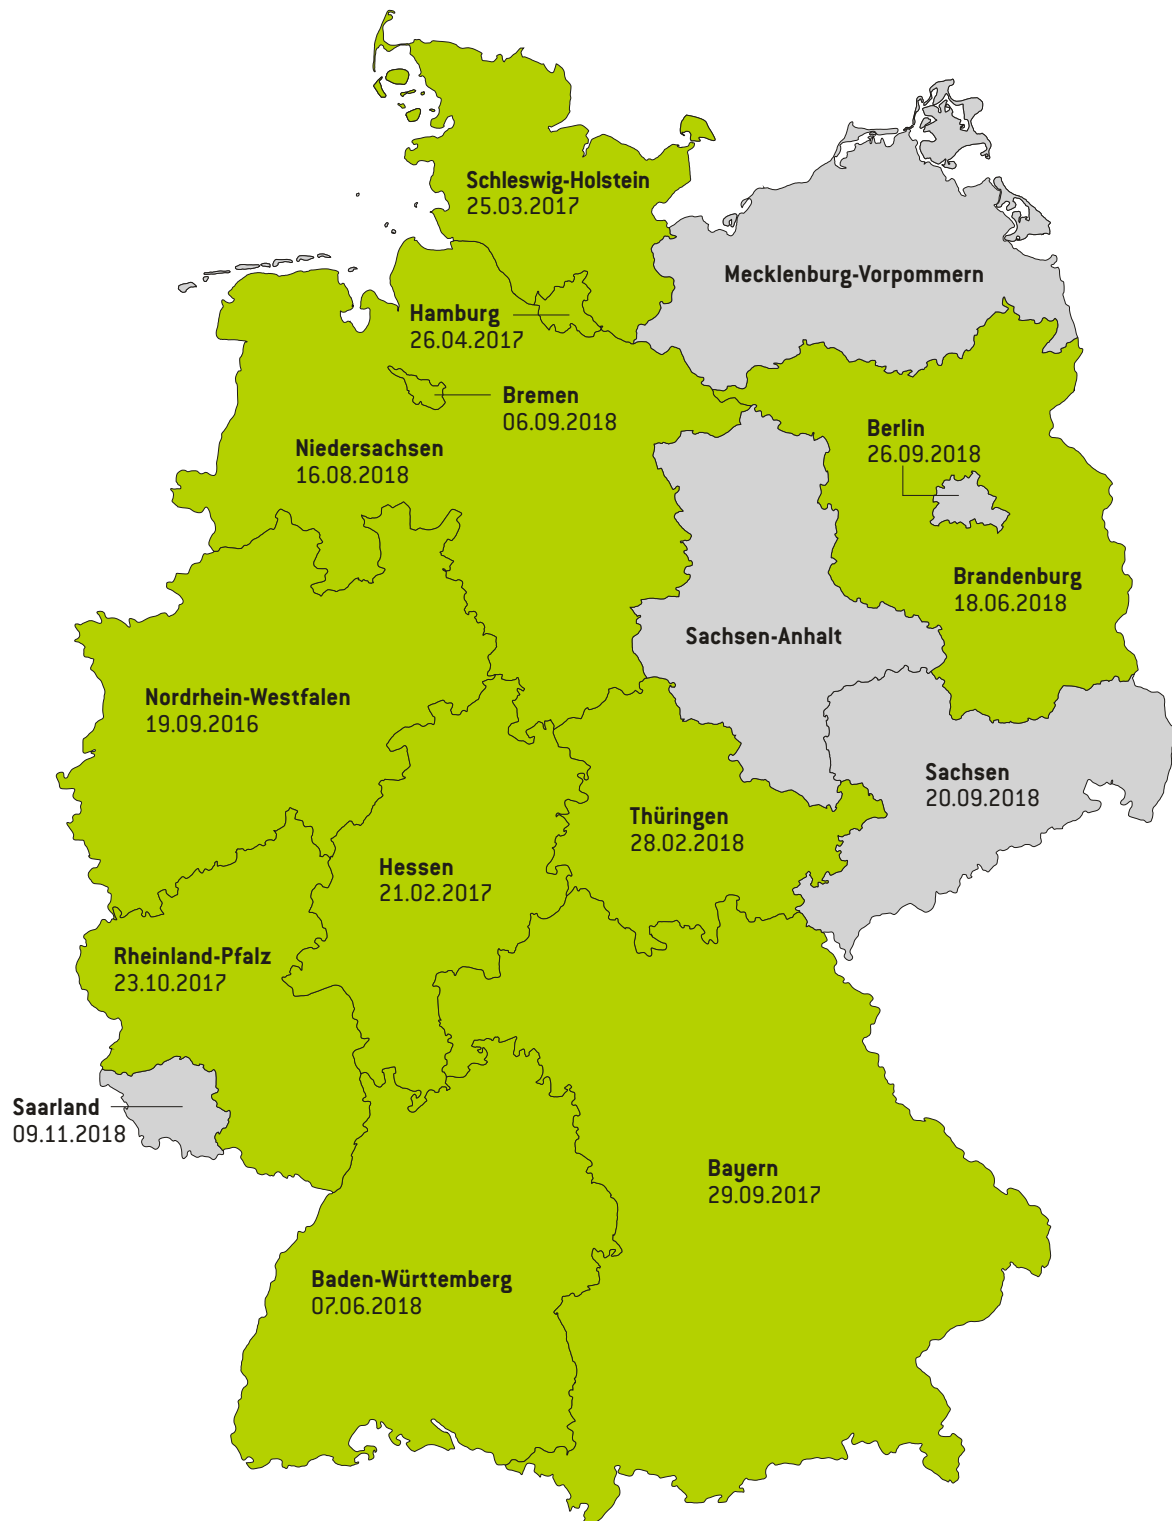 Schleswig-Holstein
25.03.2017
Mecklenburg-Vorpommern
Hamburg
26.04.2017
Bremen
06.09.2018
Berlin
26.09.2018
Niedersachsen
16.08.2018
Brandenburg
18.06.2018
Sachsen-Anhalt
Nordrhein-Westfalen
19.09.2016
Sachsen
20.09.2018
Thüringen
28.02.2018
Hessen
21.02.2017
Rheinland-Pfalz
23.10.2017
Saarland
09.11.2018
Bayern
29.09.2017
Baden-Württemberg
07.06.2018